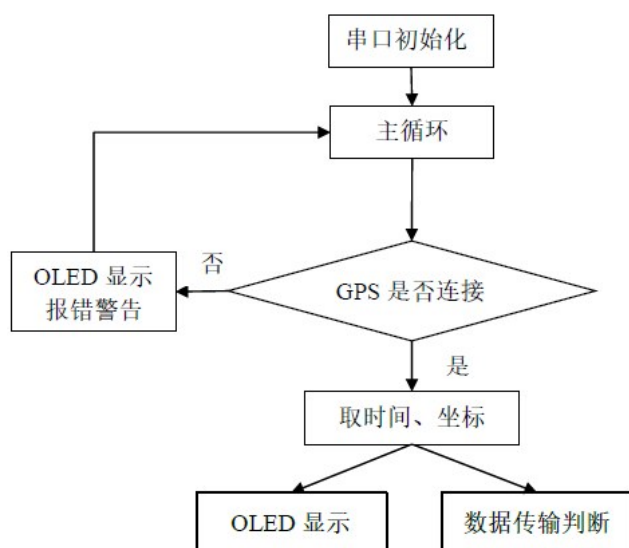 串口初始化
主循环
否
OLED 显示
报错警告
GPS 是否连接
是
取时间、坐标
OLED 显示
数据传输判断